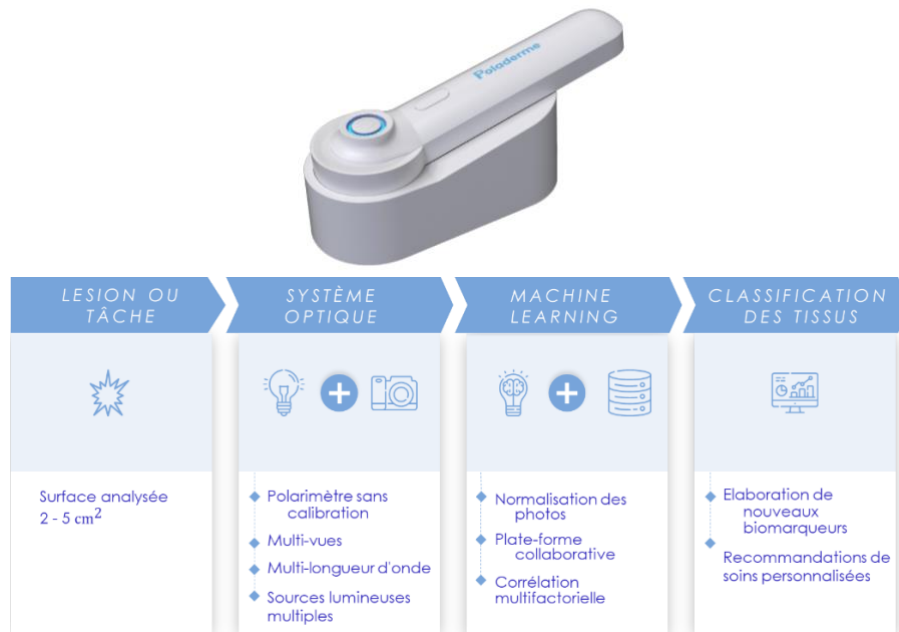 Poladerme
LESION OU
TÂCHE
SYSTÈME
OPTIQUE
MACHINE
LEARNING
CLASSIFICATION
DES TISSUS
Surface analysée
2 - 5 cm²
Polarimètre sans
calibration
Multi-vues
Multi-longueur d'onde
Sources lumineuses
multiples
Normalisation des
photos
Plate-forme
collaborative
Corrélation
multifactorielle
Elaboration de
nouveaux
biomarqueurs
Recommandations de
soins personnalisées